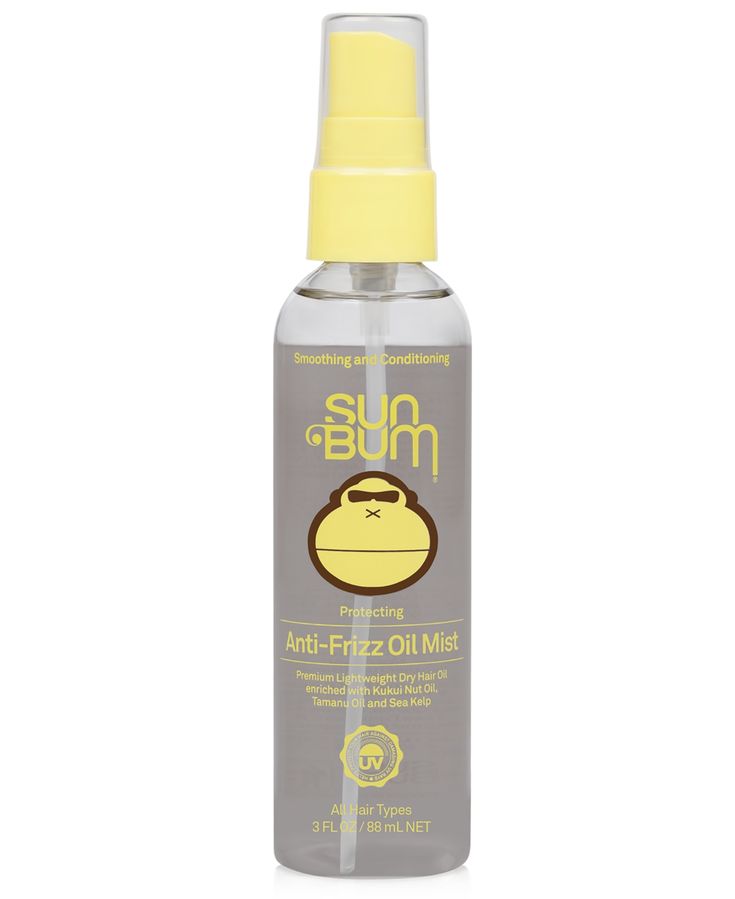 Smoothing and Conditioning
Sun
Bum®
Protecting
Anti-Frizz Oil Mist
Premium Lightweight Dry Hair Oil
enriched with Kukui Nut Oil,
Tamanu Oil and Sea Kelp
UV
All Hair Types
3 FL OZ / 88 mL NET